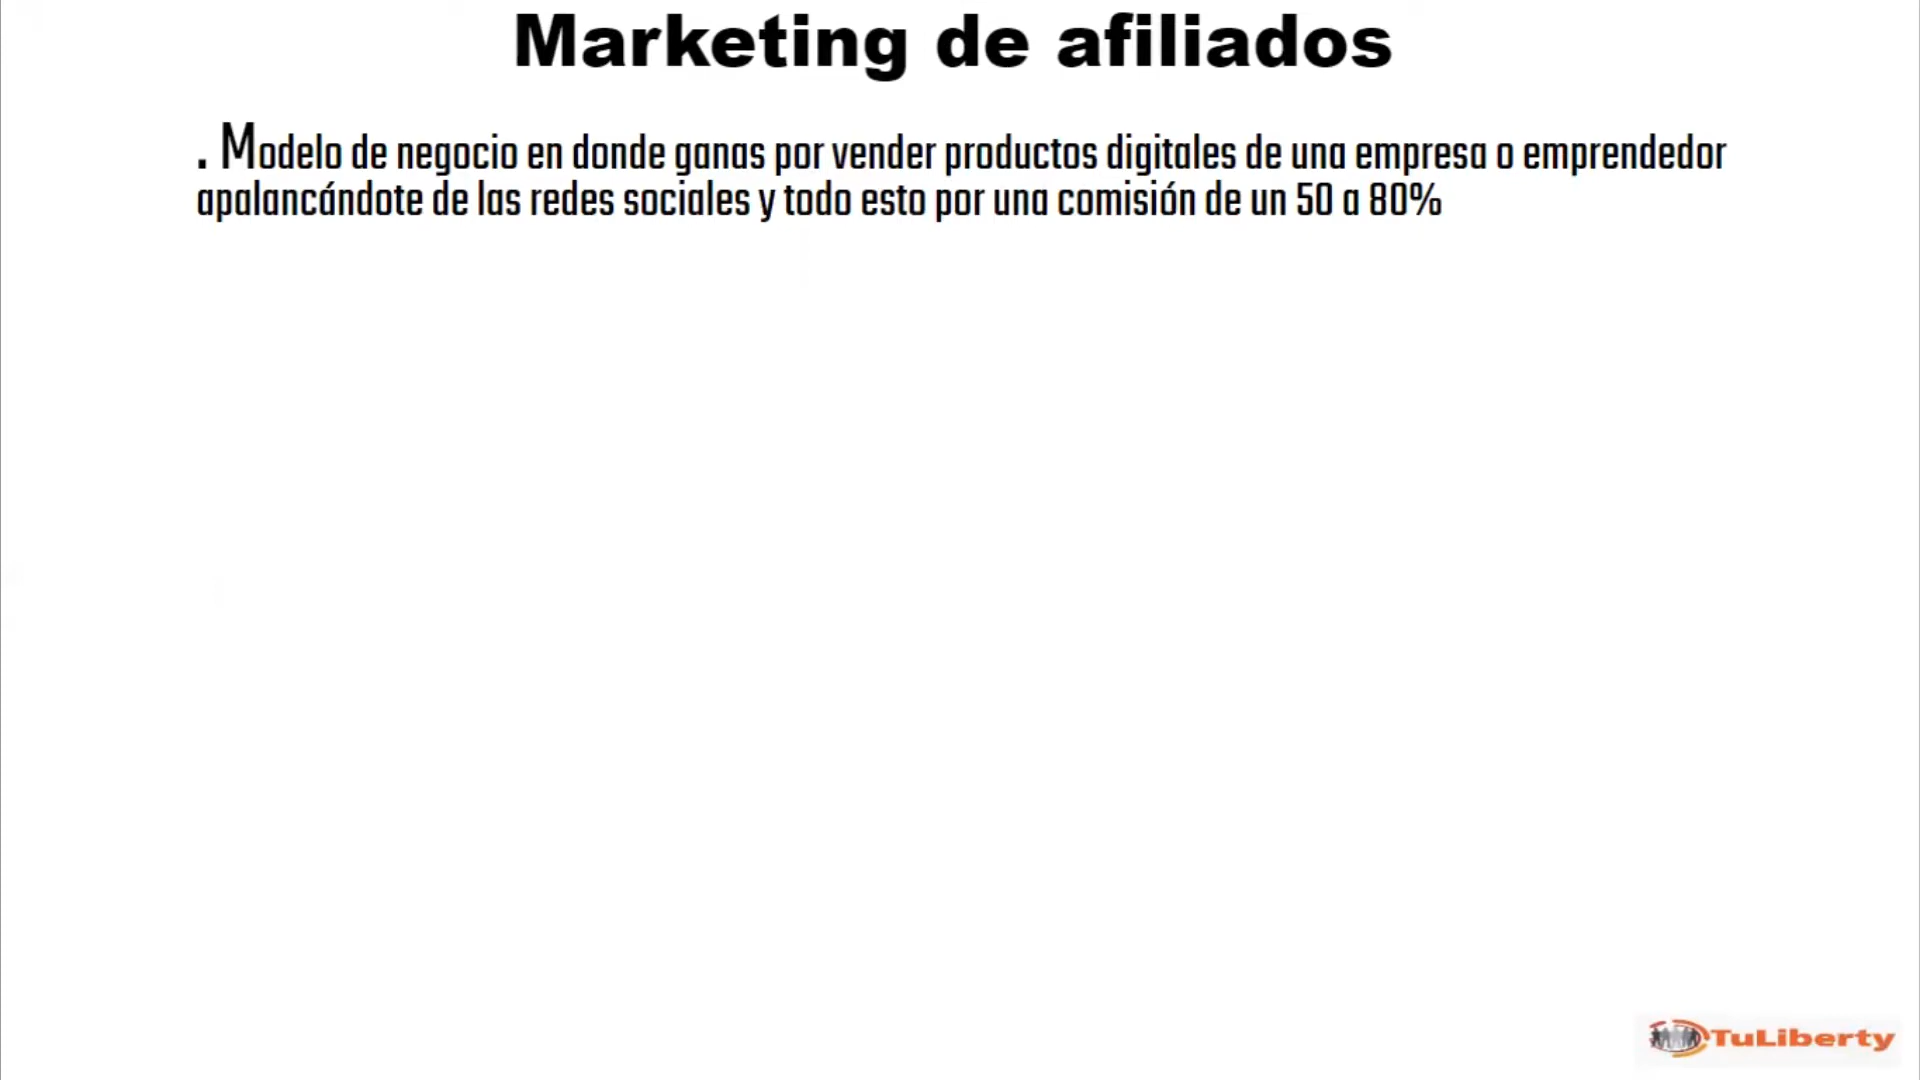 Marketing de afiliados
. Modelo de negocio en donde ganas por vender productos digitales de una empresa o emprendedor
apalancándote de las redes sociales y todo esto por una comisión de un 50 a 80%
TuLiberty